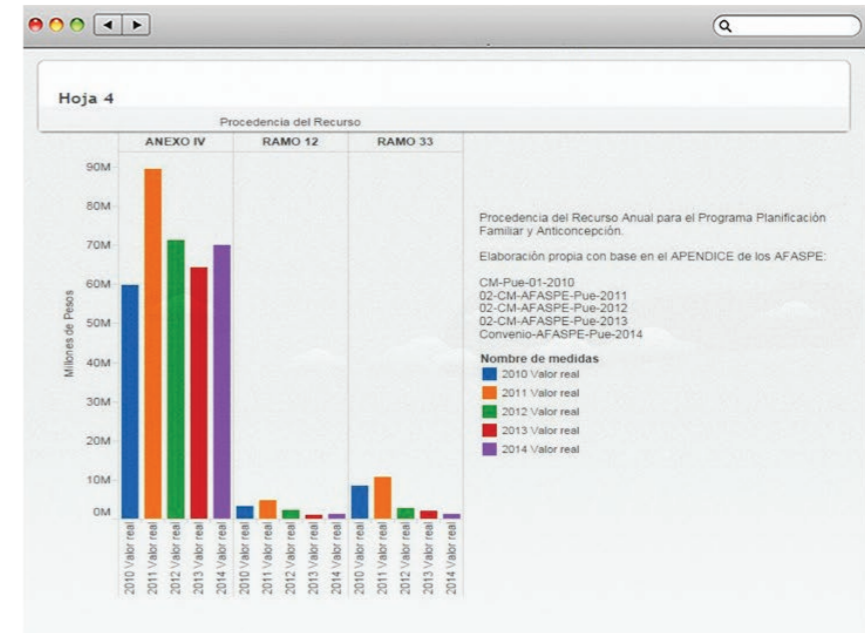 Hoja 4
Procedencia del Recurso
ANEXO IV RAMO 12 RAMO 33
90M
80M
70M
60M
50M
40M
30M
20M
10M
0M
Millones de Pesos
2010 Valor real
2011 Valor real
2012 Valor real
2013 Valor real
2014 Valor real
2010 Valor real
2011 Valor real
2012 Valor real
2013 Valor real
2014 Valor real
2010 Valor real
2011 Valor real
2012 Valor real
2013 Valor real
2014 Valor real
Procedencia del Recurso Anual para el Programa Planificación
Familiar y Anticoncepción.
Elaboración propia con base en el APENDICE de los AFASPE:
CM-Pue-01-2010
02-CM-AFASPE-Pue-2011
02-CM-AFASPE-Pue-2012
02-CM-AFASPE-Pue-2013
Convenio-AFASPE-Pue-2014
Nombre de medidas
2010 Valor real
2011 Valor real
2012 Valor real
2013 Valor real
2014 Valor real